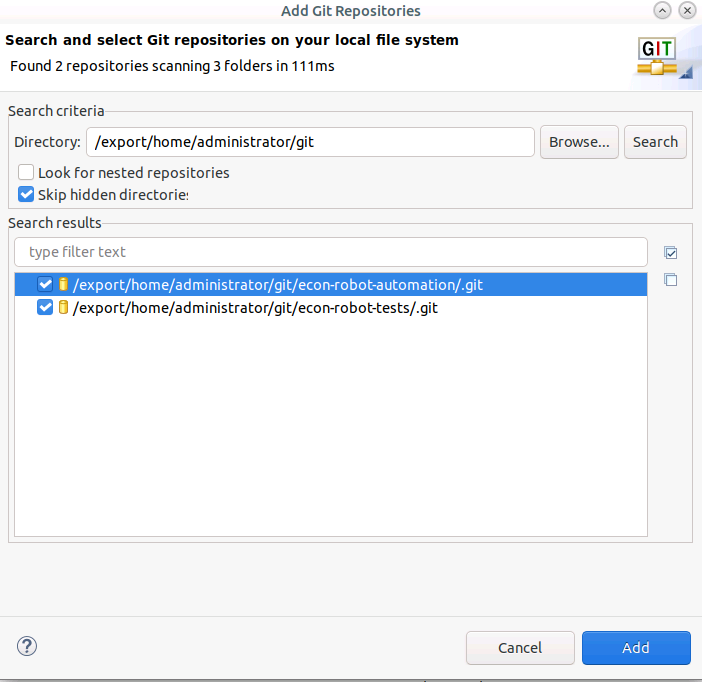 Add Git Repositories
Search and select Git repositories on your local file system
Found 2 repositories scanning 3 folders in 111ms
GIT
Search criteria
Directory: /export/home/administrator/git Browse... Search
Look for nested repositories
Skip hidden directories
Search results
type filter text
/export/home/administrator/git/econ-robot-automation/.git
/export/home/administrator/git/econ-robot-tests/.git
? Cancel Add